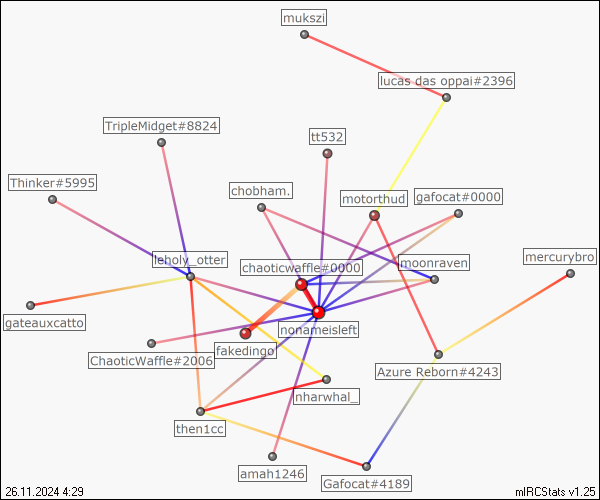 mukszi
lucas das oppai#2396
TripleMidget#8824
tt532
Thinker#5995
chobham.
motorthud
gafocat#0000
leholy_otter
chaoticwaffle#0000
moonraven
mercurybro
gateauxcatto
nonameisleft
ChaoticWaffle#2006
fakedingo
Azure Reborn#4243
nharwhal_
then1cc
amah1246
Gafocat#4189
26.11.2024 4:29
mIRCStats v1.25